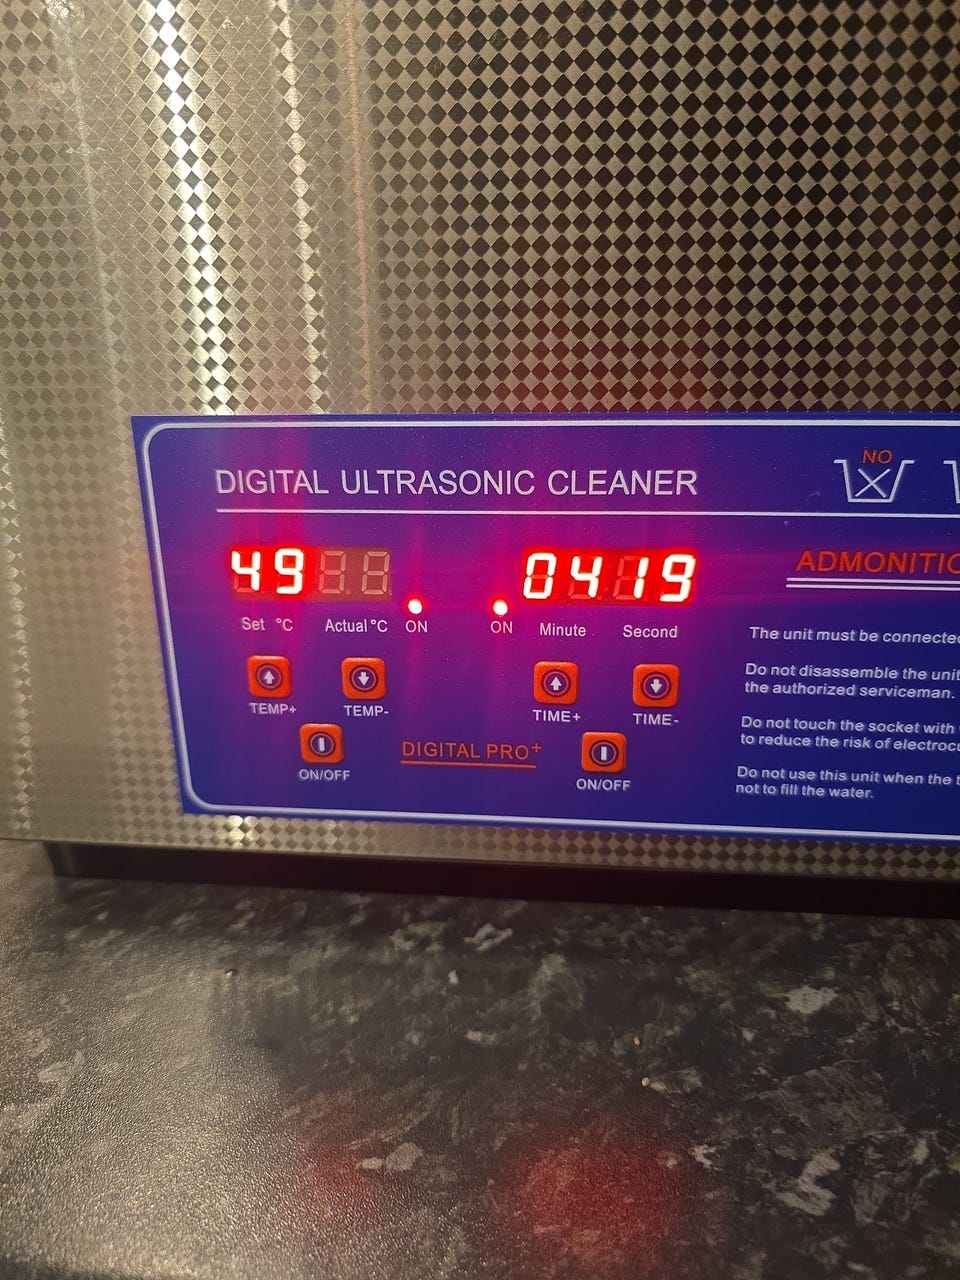 DIGITAL ULTRASONIC CLEANER
NO
49
0419
ADMONITIO
Set °C
Actual °C
ON
ON
Minute
Second
TEMP+
TEMP-
TIME+
TIME-
ON/OFF
DIGITAL PRO+
ON/OFF
The unit must be connected
Do not disassemble the unit
the authorized serviceman.
Do not touch the socket with
to reduce the risk of electrocu
Do not use this unit when the t
not to fill the water.